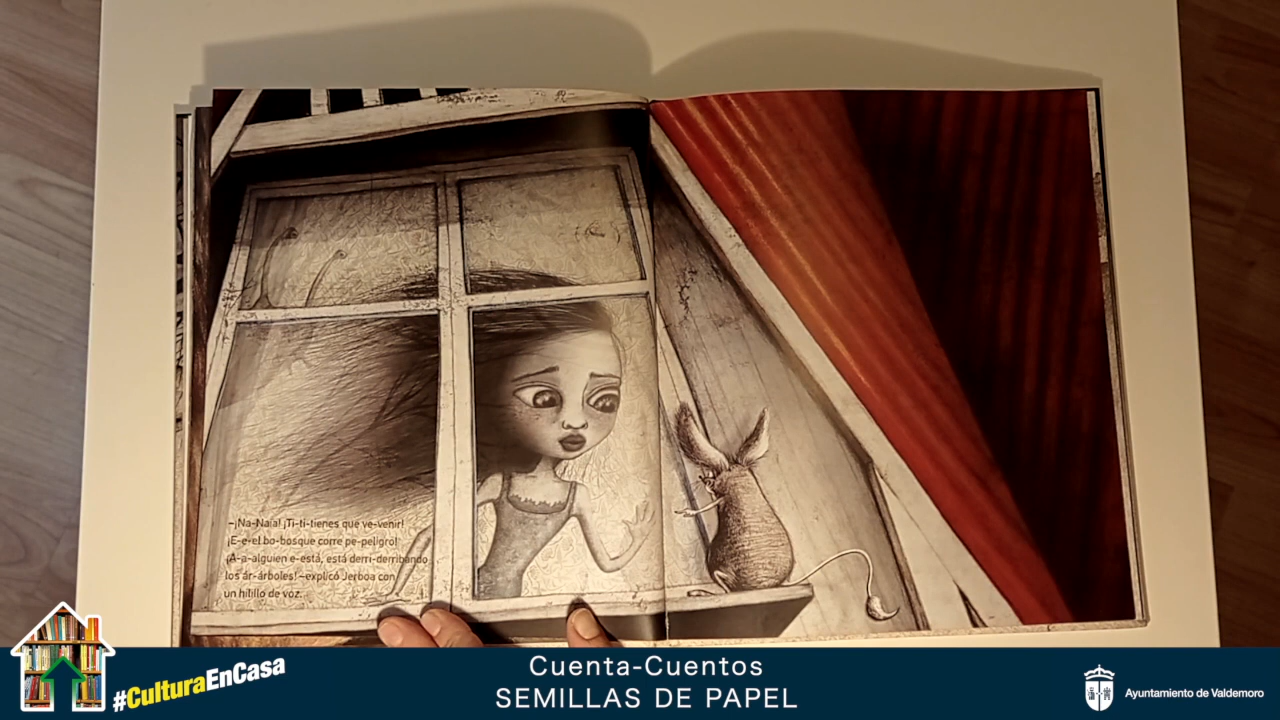 –¡Na-Naia! ¡Ti-ti-tienes que ve-venir!
¡E-e-el bo-bosque corre pe-peligro!
¡A-a-alguien e-está, está derri-derribando
los ár-árboles! –explicó Jerboa con
un hilillo de voz.
#CulturaEnCasa
Cuenta-Cuentos
SEMILLAS DE PAPEL
Ayuntamiento de Valdemoro